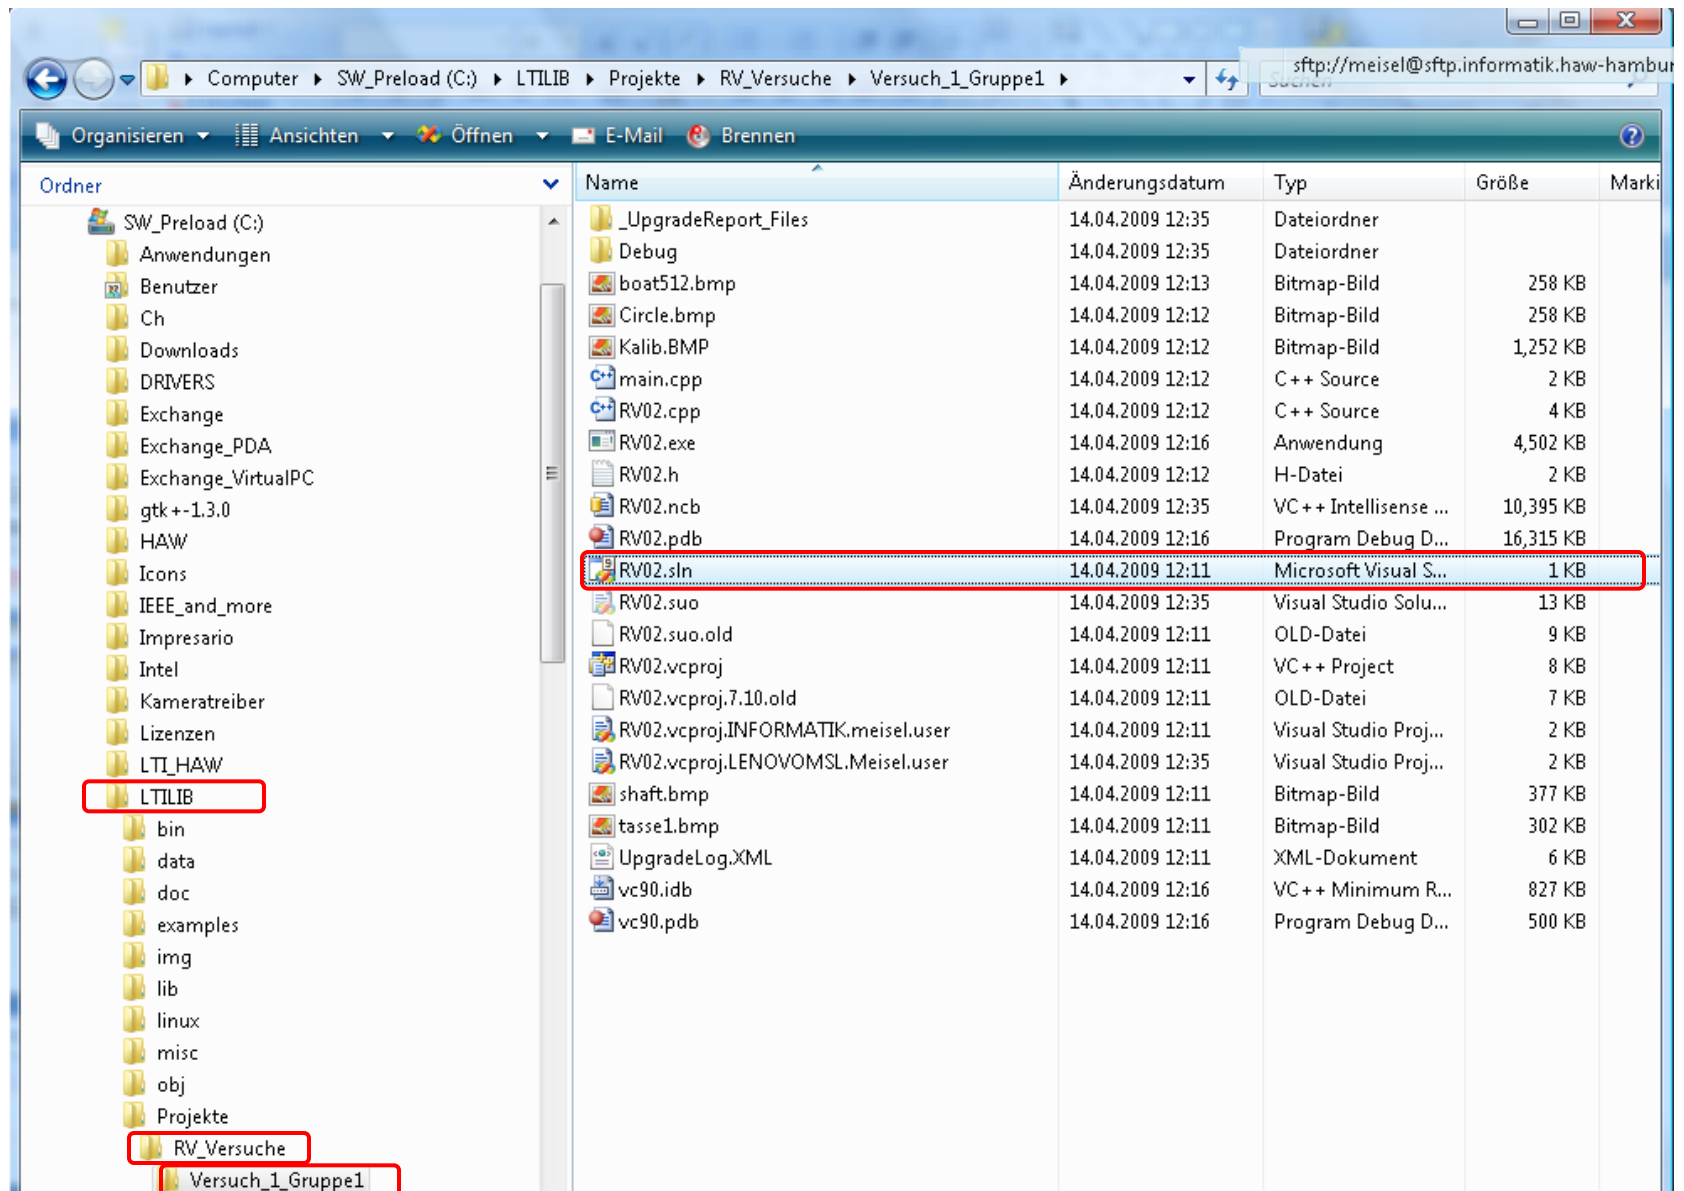 sftp://meisel@sftp.informatik.haw-hambur
Computer SW_Preload (C:) LTILIB Projekte RV_Versuche Versuch_1_Gruppe1 Suchen
Organisieren Ansichten Öffnen E-Mail Brennen
Ordner
SW_Preload (C:)
Anwendungen
Benutzer
Ch
Downloads
DRIVERS
Exchange
Exchange_PDA
Exchange_VirtualPC
gtk+-1.3.0
HAW
Icons
IEEE_and_more
Impresario
Intel
Kameratreiber
Lizenzen
LTI_HAW
LTILIB
bin
data
doc
examples
img
lib
linux
misc
obj
Projekte
RV_Versuche
Versuch_1_Gruppe1
Name Änderungsdatum Typ Größe Marki
_UpgradeReport_Files 14.04.2009 12:35 Dateiordner
Debug 14.04.2009 12:35 Dateiordner
boat512.bmp 14.04.2009 12:13 Bitmap-Bild 258 KB
Circle.bmp 14.04.2009 12:12 Bitmap-Bild 258 KB
Kalib.BMP 14.04.2009 12:12 Bitmap-Bild 1,252 KB
main.cpp 14.04.2009 12:12 C++ Source 2 KB
RV02.cpp 14.04.2009 12:12 C++ Source 4 KB
RV02.exe 14.04.2009 12:16 Anwendung 4,502 KB
RV02.h 14.04.2009 12:12 H-Datei 2 KB
RV02.ncb 14.04.2009 12:35 VC++ Intellisense ... 10,395 KB
RV02.pdb 14.04.2009 12:16 Program Debug D... 16,315 KB
RV02.sln 14.04.2009 12:11 Microsoft Visual S... 1 KB
RV02.suo 14.04.2009 12:35 Visual Studio Solu... 13 KB
RV02.suo.old 14.04.2009 12:11 OLD-Datei 9 KB
RV02.vcproj 14.04.2009 12:11 VC++ Project 8 KB
RV02.vcproj.7.10.old 14.04.2009 12:11 OLD-Datei 7 KB
RV02.vcproj.INFORMATIK.meisel.user 14.04.2009 12:11 Visual Studio Proj... 2 KB
RV02.vcproj.LENOVOMSL.Meisel.user 14.04.2009 12:35 Visual Studio Proj... 2 KB
shaft.bmp 14.04.2009 12:11 Bitmap-Bild 377 KB
tasse1.bmp 14.04.2009 12:11 Bitmap-Bild 302 KB
UpgradeLog.XML 14.04.2009 12:11 XML-Dokument 6 KB
vc90.idb 14.04.2009 12:16 VC++ Minimum R... 827 KB
vc90.pdb 14.04.2009 12:16 Program Debug D... 500 KB